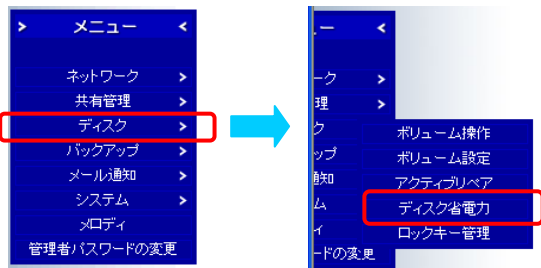 > メニュー <
ネットワーク >
共有管理 >
ディスク >
バックアップ >
メール通知 >
システム >
メロディ
管理者パスワードの変更
ー <
ーク >
理 >
ク
ップ
通知
ム
ィ
ードの変更
ボリューム操作
ボリューム設定
アクティブリペア
ディスク省電力
ロックキー管理